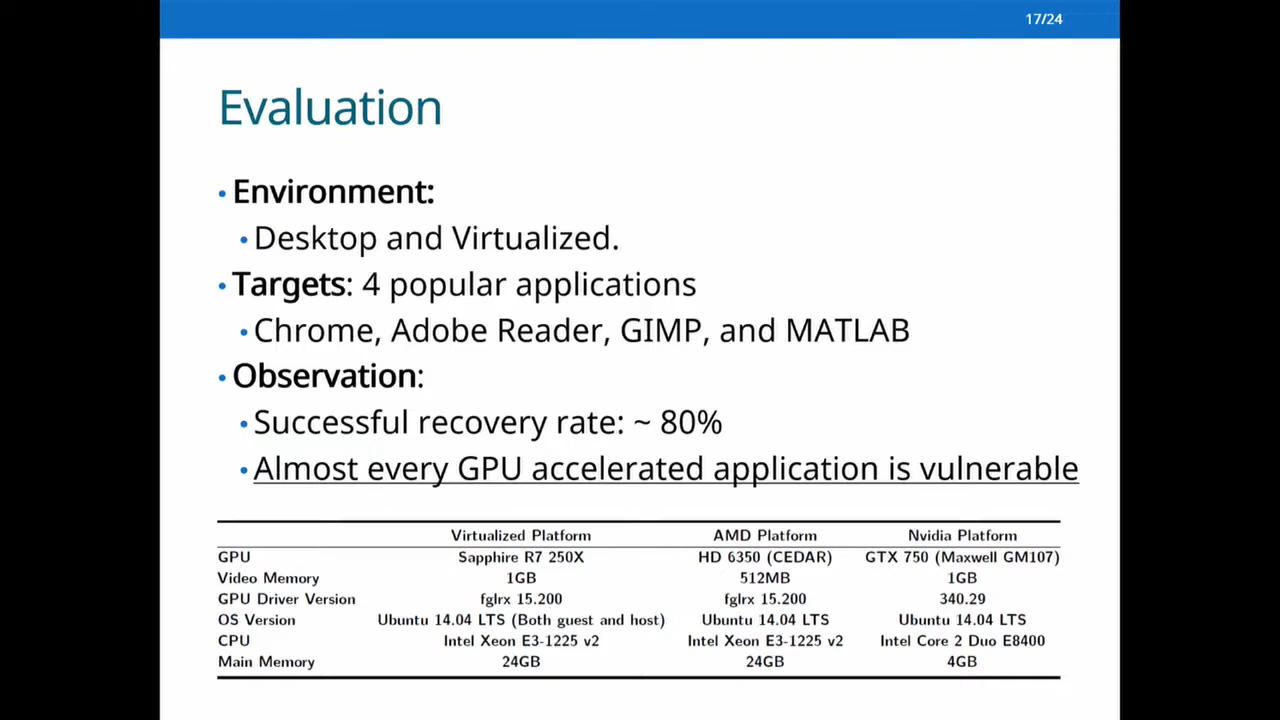 17/24
Evaluation
• Environment:
• Desktop and Virtualized.
• Targets: 4 popular applications
• Chrome, Adobe Reader, GIMP, and MATLAB
• Observation:
• Successful recovery rate: ~ 80%
• Almost every GPU accelerated application is vulnerable
Virtualized Platform AMD Platform Nvidia Platform
GPU Sapphire R7 250X HD 6350 (CEDAR) GTX 750 (Maxwell GM107)
Video Memory 1GB 512MB 1GB
GPU Driver Version fglrx 15.200 fglrx 15.200 340.29
OS Version Ubuntu 14.04 LTS (Both guest and host) Ubuntu 14.04 LTS Ubuntu 14.04 LTS
CPU Intel Xeon E3-1225 v2 Intel Xeon E3-1225 v2 Intel Core 2 Duo E8400
Main Memory 24GB 24GB 4GB